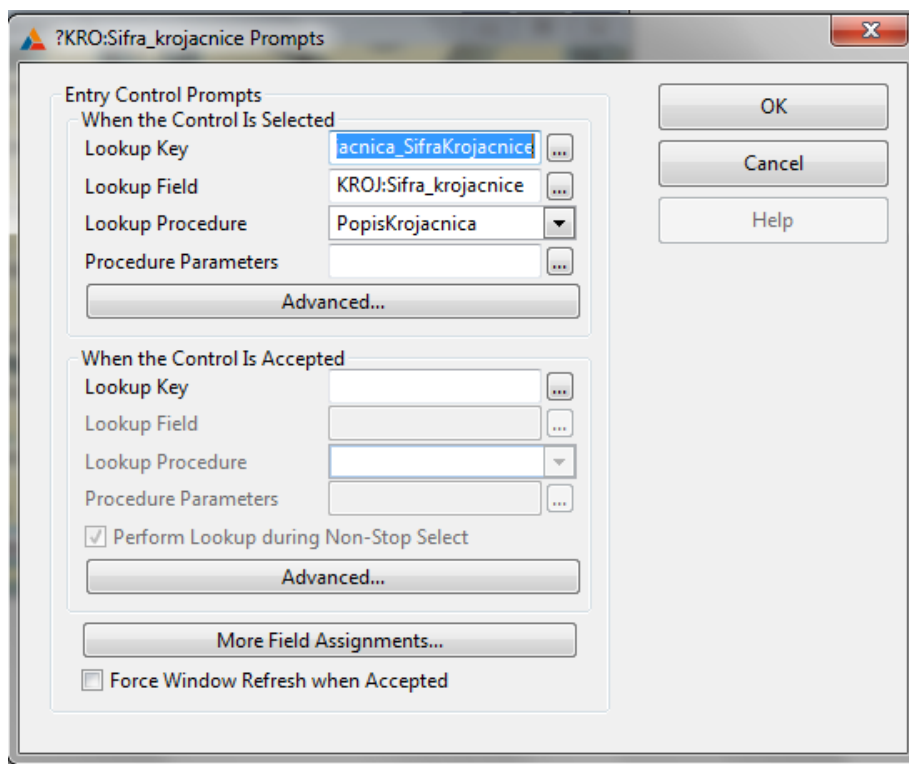 ?KRO:Sifra_krojacnice Prompts
Entry Control Prompts
When the Control Is Selected
Lookup Key acnica_SifraKrojacnice ...
Lookup Field KROJ:Sifra_krojacnice ...
Lookup Procedure PopisKrojacnica
Procedure Parameters ...
Advanced...
When the Control Is Accepted
Lookup Key ...
Lookup Field ...
Lookup Procedure
Procedure Parameters ...
Perform Lookup during Non-Stop Select
Advanced...
More Field Assignments...
Force Window Refresh when Accepted
OK
Cancel
Help